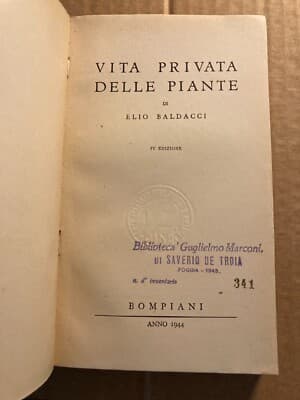 VITA PRIVATA
DELLE PIANTE
DI
ELIO BALDACCI
IV EDIZIONE
Biblioteca Guglielmo Marconi.
DI SAVERIO DE TROIA
FOGGIA - 1943.
n. d' inventario
341
BOMPIANI
ANNO 1944